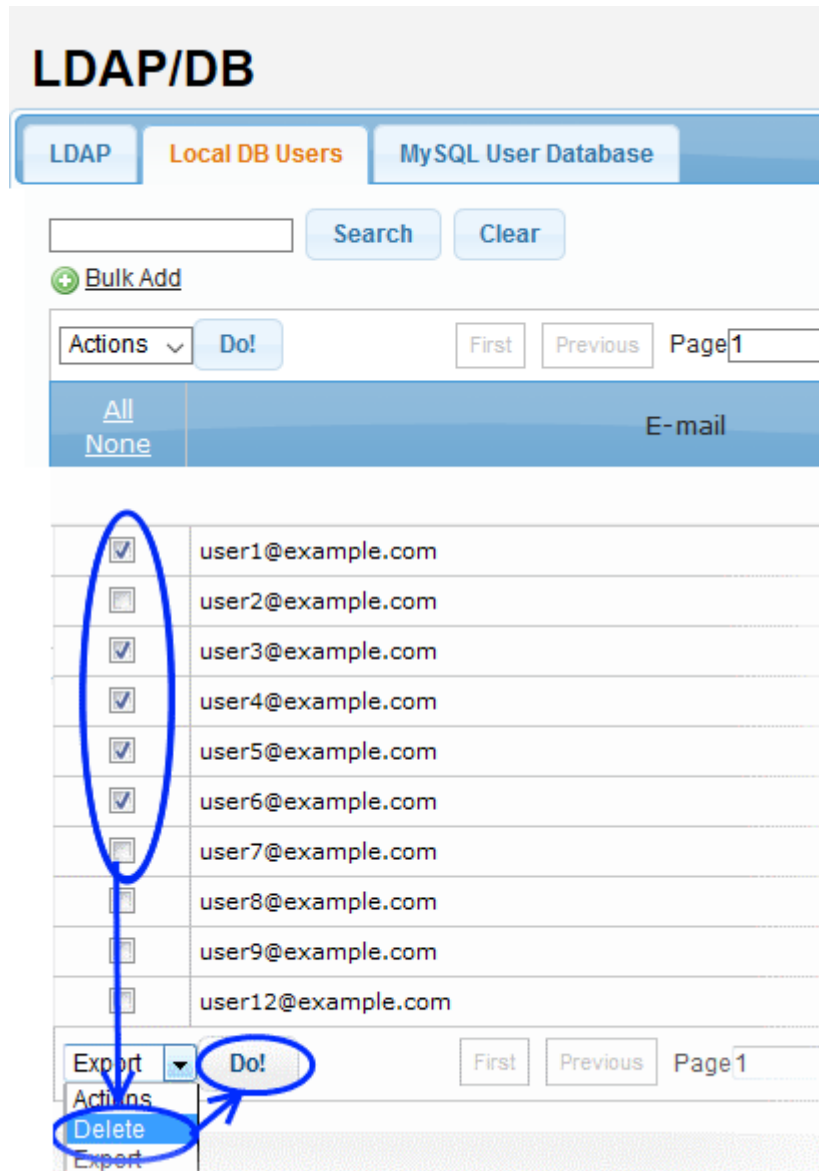 LDAP/DB
LDAP Local DB Users MySQL User Database
Search Clear
Bulk Add
Actions Do! First Previous Page 1
All
None
E-mail
user1@example.com
user2@example.com
user3@example.com
user4@example.com
user5@example.com
user6@example.com
user7@example.com
user8@example.com
user9@example.com
user12@example.com
Export Do! First Previous Page 1
Actions
Delete
Export